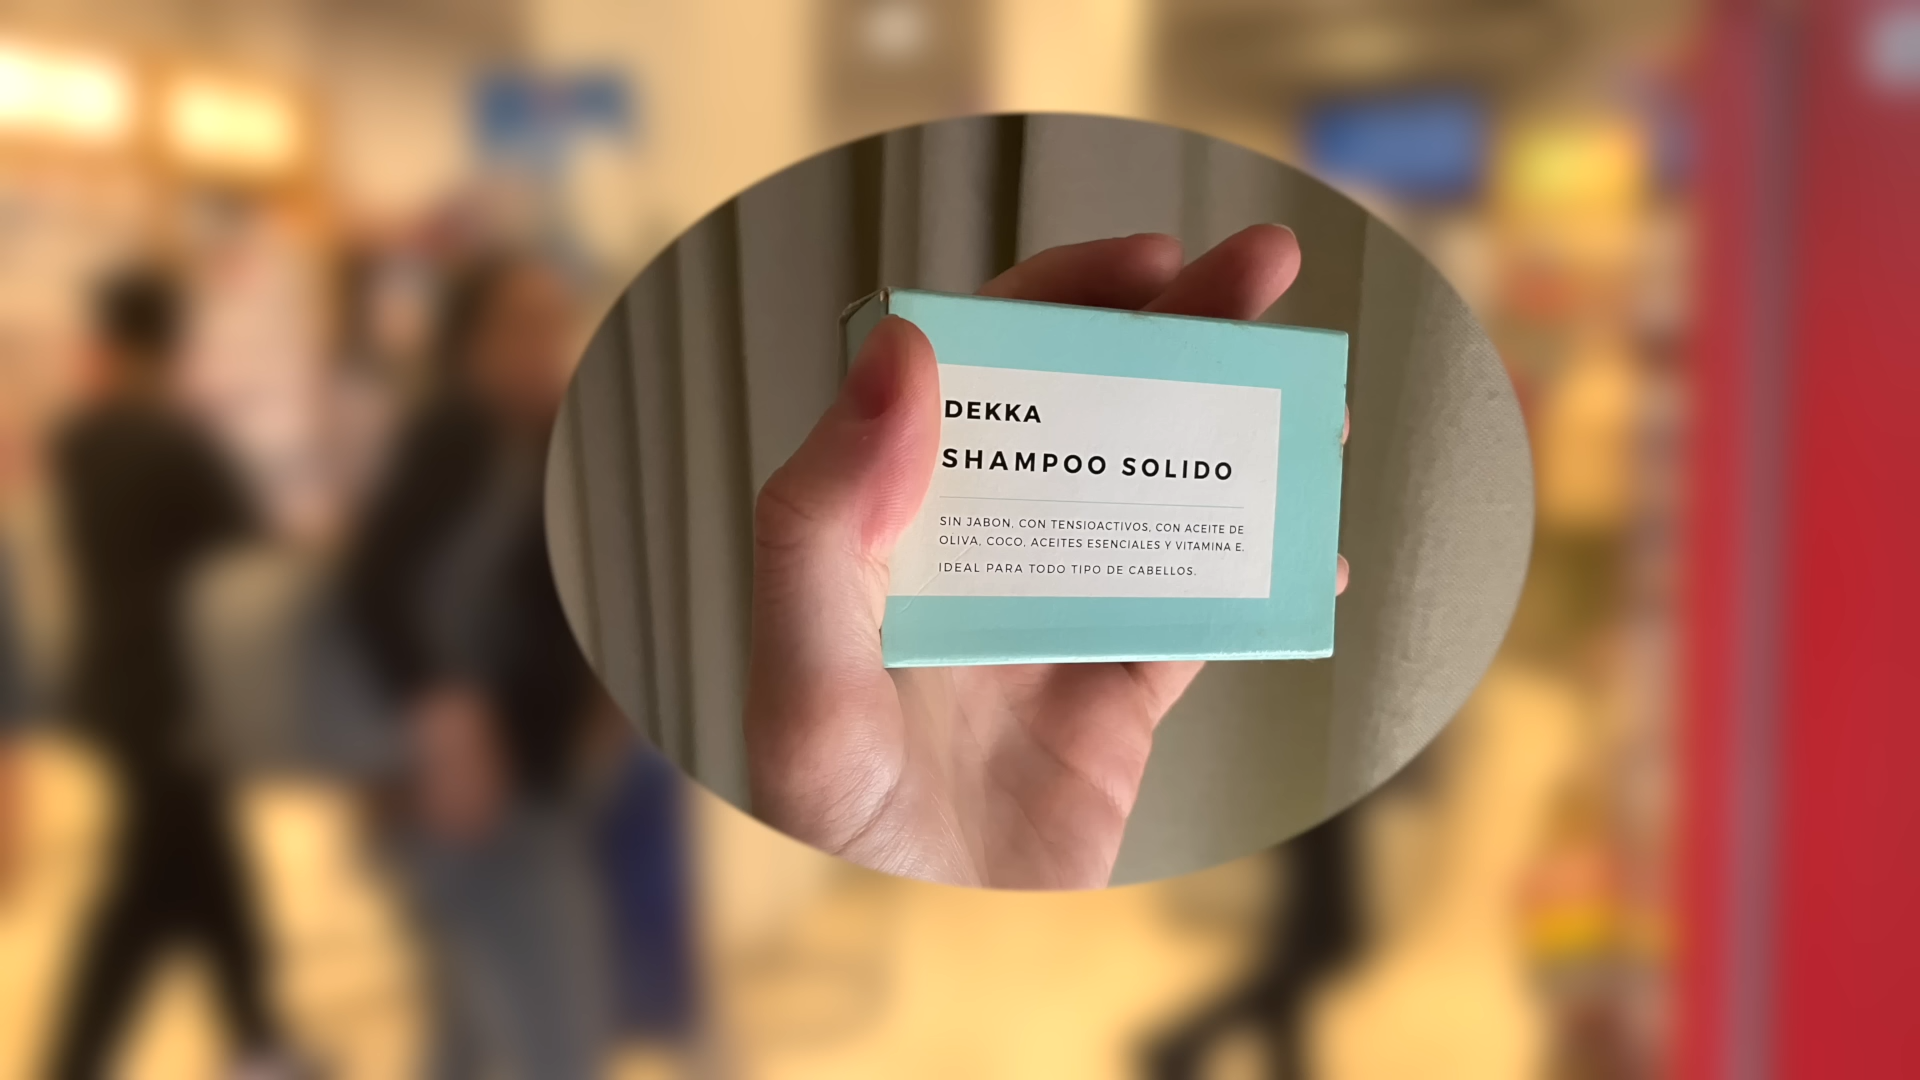 DEKKA
SHAMPOO SOLIDO
SIN JABON, CON TENSIOACTIVOS, CON ACEITE DE
OLIVA, COCO, ACEITES ESENCIALES Y VITAMINA E.
IDEAL PARA TODO TIPO DE CABELLOS.